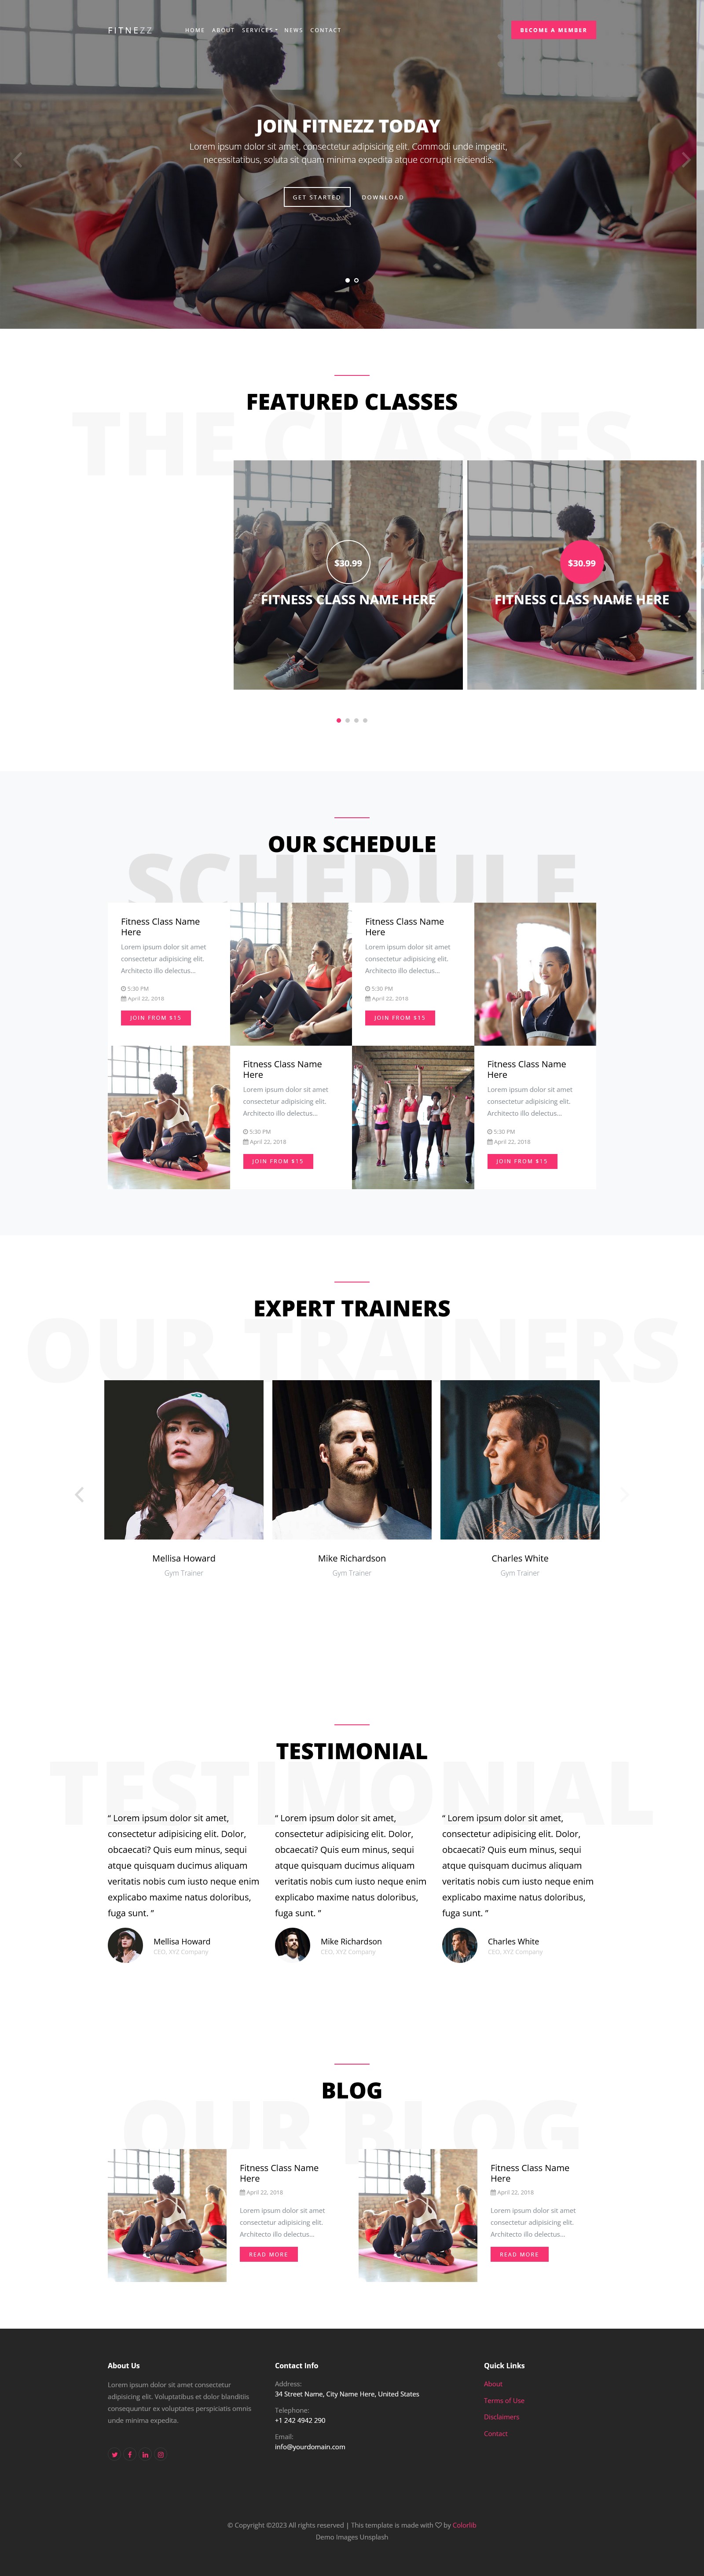 FITNEZZ
HOME ABOUT SERVICES NEWS CONTACT
BECOME A MEMBER
JOIN FITNEZZ TODAY
Lorem ipsum dolor sit amet, consectetur adipisicing elit. Commodi unde impedit,
necessitatibus, soluta sit quam minima expedita atque corrupti reiciendis.
GET STARTED DOWNLOAD
THE CLASSES
FEATURED CLASSES
$30.99
FITNESS CLASS NAME HERE
$30.99
FITNESS CLASS NAME HERE
SCHEDULE
OUR SCHEDULE
Fitness Class Name
Here
Lorem ipsum dolor sit amet
consectetur adipisicing elit.
Architecto illo delectus...
5:30 PM
April 22, 2018
JOIN FROM $15
Fitness Class Name
Here
Lorem ipsum dolor sit amet
consectetur adipisicing elit.
Architecto illo delectus...
5:30 PM
April 22, 2018
JOIN FROM $15
Fitness Class Name
Here
Lorem ipsum dolor sit amet
consectetur adipisicing elit.
Architecto illo delectus...
5:30 PM
April 22, 2018
JOIN FROM $15
Fitness Class Name
Here
Lorem ipsum dolor sit amet
consectetur adipisicing elit.
Architecto illo delectus...
5:30 PM
April 22, 2018
JOIN FROM $15
OUR TRAINERS
EXPERT TRAINERS
Mellisa Howard
Gym Trainer
Mike Richardson
Gym Trainer
Charles White
Gym Trainer
TESTIMONIAL
TESTIMONIAL
“ Lorem ipsum dolor sit amet,
consectetur adipisicing elit. Dolor,
obcaecati? Quis eum minus, sequi
atque quisquam ducimus aliquam
veritatis nobis cum iusto neque enim
explicabo maxime natus doloribus,
fuga sunt. ”
Mellisa Howard
CEO, XYZ Company
“ Lorem ipsum dolor sit amet,
consectetur adipisicing elit. Dolor,
obcaecati? Quis eum minus, sequi
atque quisquam ducimus aliquam
veritatis nobis cum iusto neque enim
explicabo maxime natus doloribus,
fuga sunt. ”
Mike Richardson
CEO, XYZ Company
“ Lorem ipsum dolor sit amet,
consectetur adipisicing elit. Dolor,
obcaecati? Quis eum minus, sequi
atque quisquam ducimus aliquam
veritatis nobis cum iusto neque enim
explicabo maxime natus doloribus,
fuga sunt. ”
Charles White
CEO, XYZ Company
OUR BLOG
BLOG
Fitness Class Name
Here
April 22, 2018
Lorem ipsum dolor sit amet
consectetur adipisicing elit.
Architecto illo delectus...
READ MORE
Fitness Class Name
Here
April 22, 2018
Lorem ipsum dolor sit amet
consectetur adipisicing elit.
Architecto illo delectus...
READ MORE
About Us
Lorem ipsum dolor sit amet consectetur
adipisicing elit. Voluptatibus et dolor blanditiis
consequuntur ex voluptates perspiciatis omnis
unde minima expedita.
Contact Info
Address:
34 Street Name, City Name Here, United States
Telephone:
+1 242 4942 290
Email:
info@yourdomain.com
Quick Links
About
Terms of Use
Disclaimers
Contact
© Copyright ©2023 All rights reserved | This template is made with by Colorlib
Demo Images Unsplash